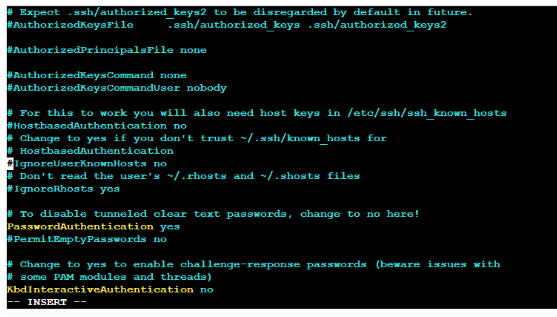 # Expect .ssh/authorized_keys2 to be disregarded by default in future.
#AuthorizedKeysFile     .ssh/authorized_keys .ssh/authorized_keys2
#AuthorizedPrincipalsFile none
#AuthorizedKeysCommand none
#AuthorizedKeysCommandUser nobody
# For this to work you will also need host keys in /etc/ssh/ssh_known_hosts
#HostbasedAuthentication no
# Change to yes if you don't trust ~/.ssh/known_hosts for
# HostbasedAuthentication
#IgnoreUserKnownHosts no
# Don't read the user's ~/.rhosts and ~/.shosts files
#IgnoreRhosts yes
# To disable tunneled clear text passwords, change to no here!
PasswordAuthentication yes
#PermitEmptyPasswords no
# Change to yes to enable challenge-response passwords (beware issues with
# some PAM modules and threads)
KbdInteractiveAuthentication no
-- INSERT --